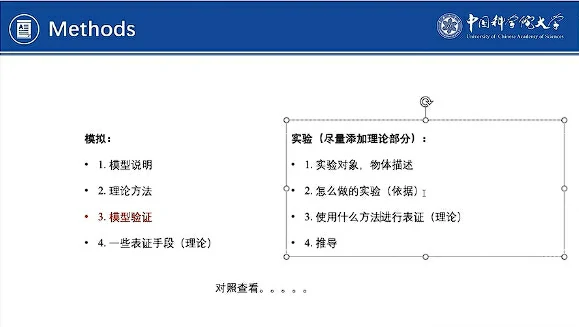 Methods
中国科学院大学
University of Chinese Academy of Sciences
模拟：
• 1. 模型说明
• 2. 理论方法
• 3. 模型验证
• 4. 一些表证手段（理论）
实验（尽量添加理论部分）：
• 1. 实验对象，物体描述
• 2. 怎么做的实验（依据）
• 3. 使用什么方法进行表征（理论）
• 4. 推导
对照查看。。。。。